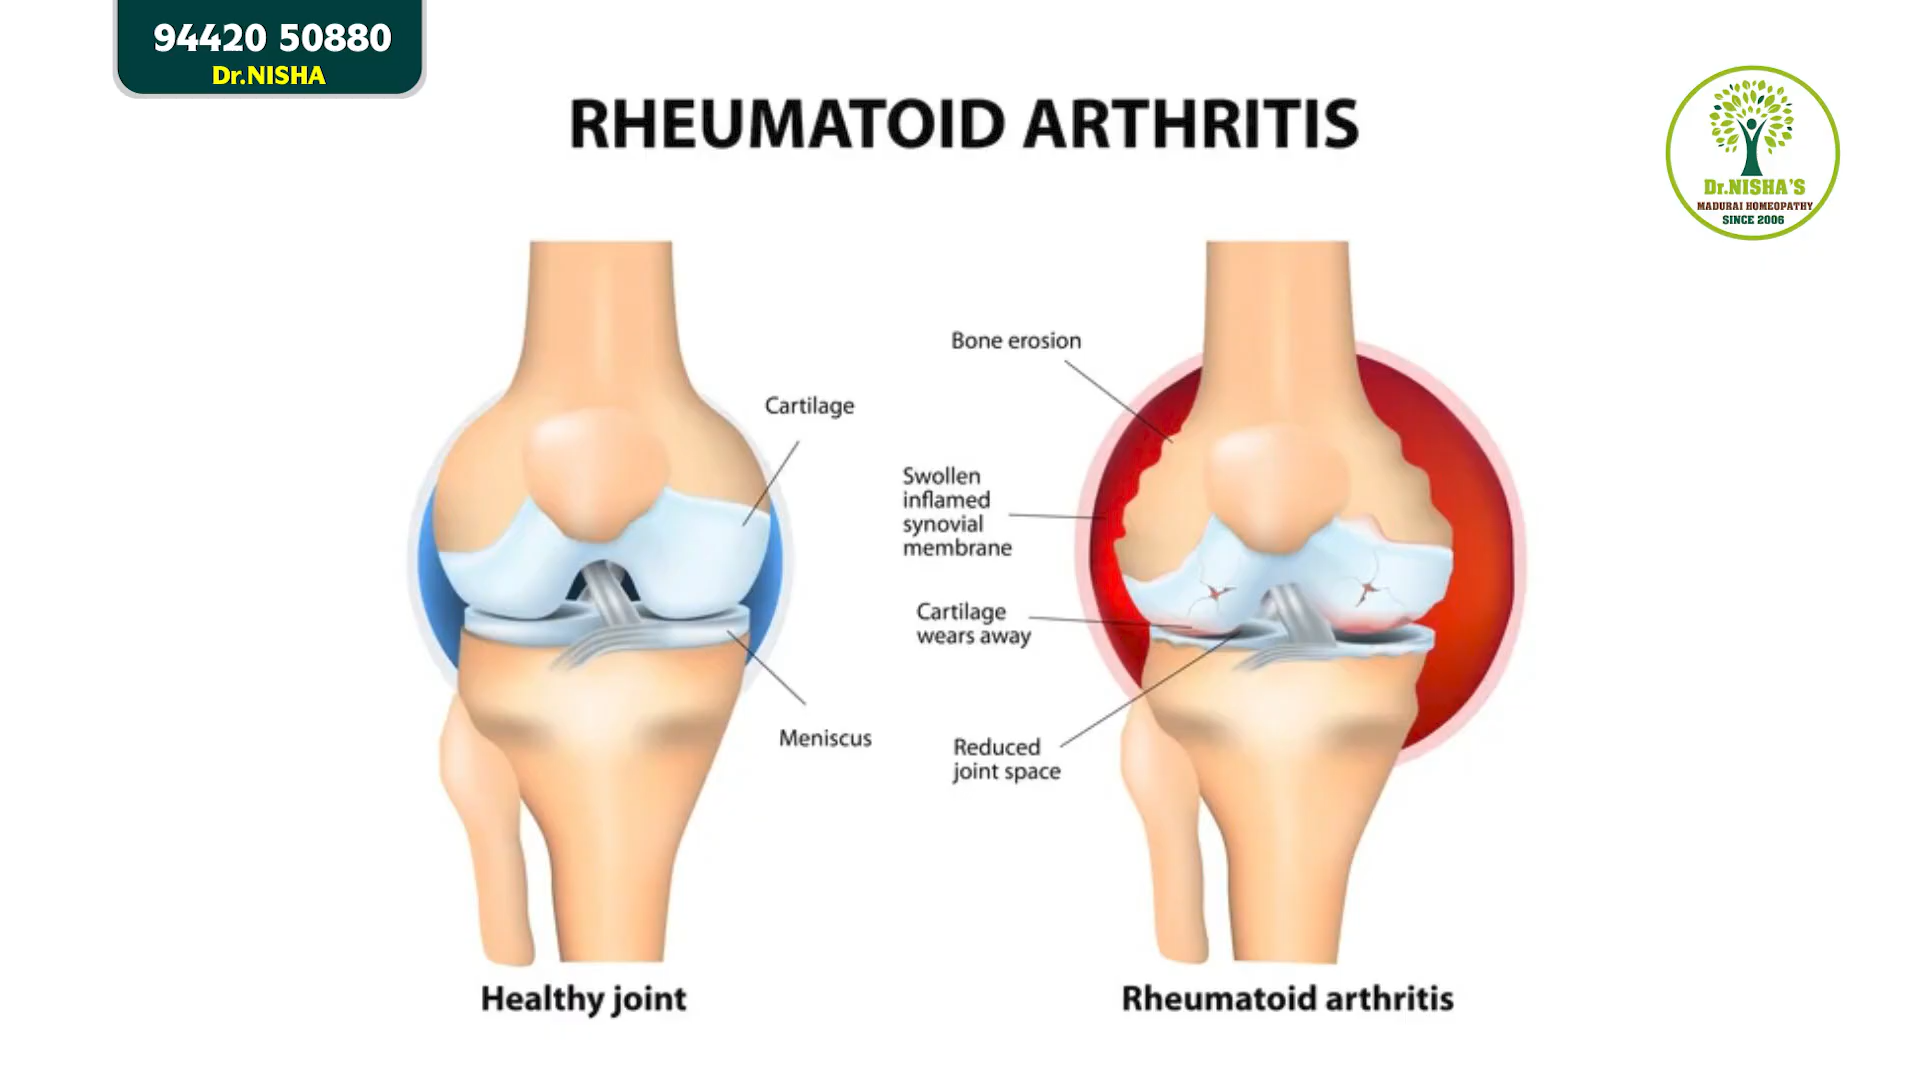 94420 50880
Dr.NISHA
RHEUMATOID ARTHRITIS
Dr.NISHA'S
MADURAI HOMEOPATHY
SINCE 2006
Cartilage
Meniscus
Healthy joint
Bone erosion
Swollen
inflamed
synovial
membrane
Cartilage
wears away
Reduced
joint space
Rheumatoid arthritis